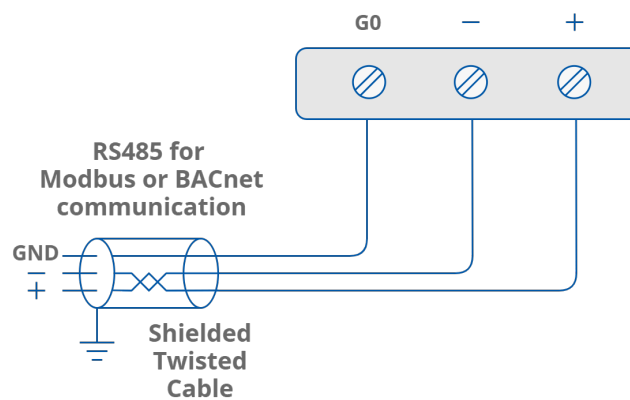 G0 − +
RS485 for
Modbus or BACnet
communication
GND
−
+
Shielded
Twisted
Cable